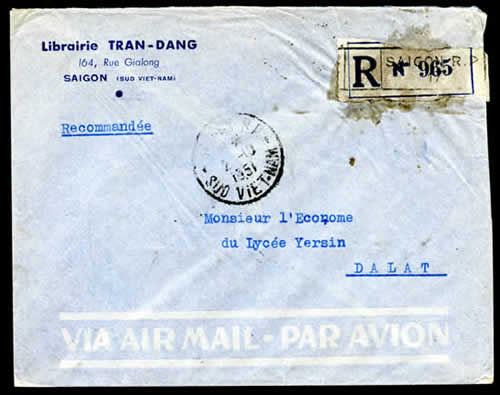 Librairie TRAN-DANG
164, Rue Gialong
SAIGON (SUD VIET-NAM)
R N° 965
SAIGON R.P
Recommandée
1951
SUD VIET-NAM
Monsieur l'Econome
du Lycée Yersin
DALAT
VIA AIR MAIL-PAR AVION